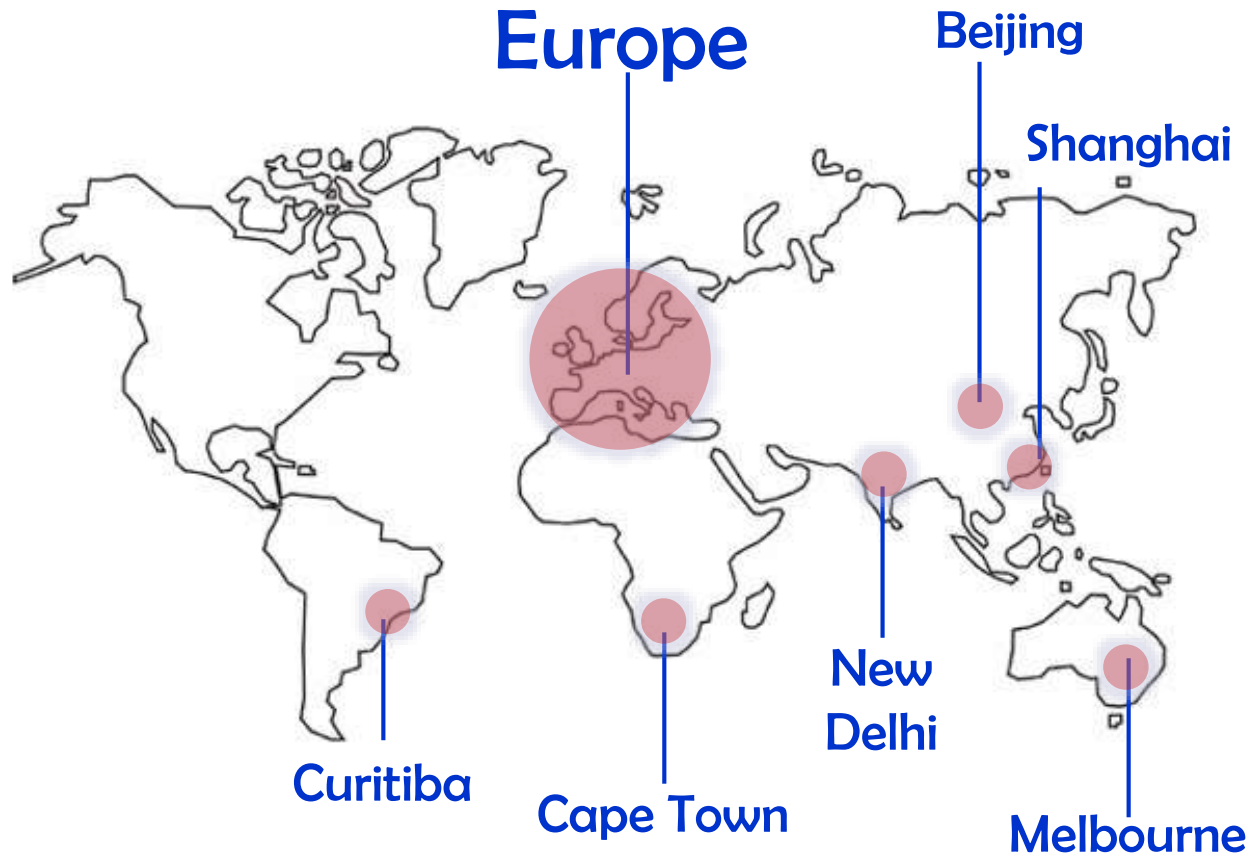 Europe
Beijing
Shanghai
New
Delhi
Curitiba
Cape Town
Melbourne